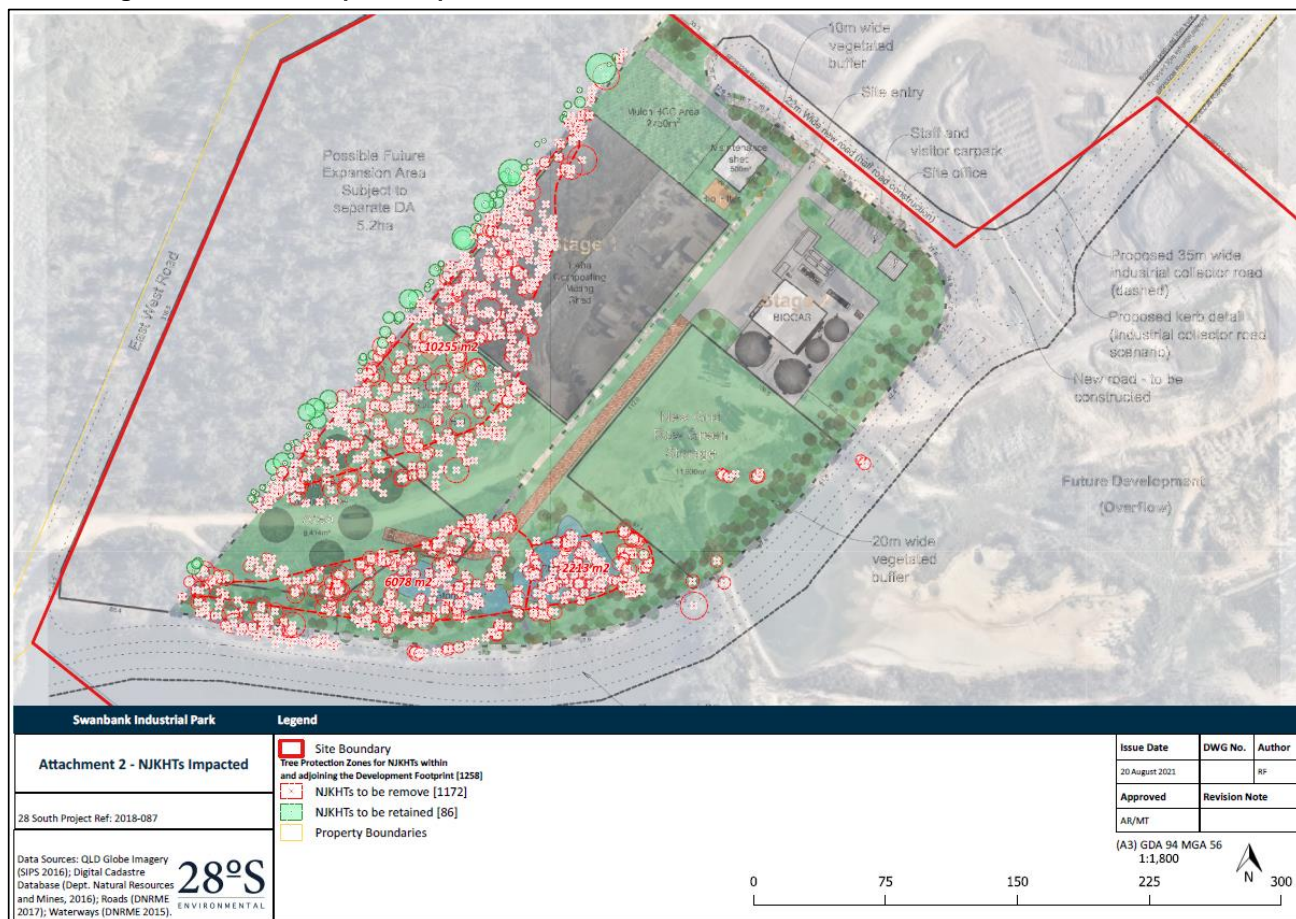 10m wide
vegetated
buffer
Site entry
22m Wide new road (half road construction)
Staff and
visitor carpark
Site office
Maintenance
shed
Possible Future
Expansion Area
Subject to
separate DA
5.2ha
East West Road
Stage 1
BIOGAS
Proposed 35m wide
industrial collector road
(dashed)
Proposed kerb detail
(industrial collector road
scenario)
New road - to be
constructed
10255 m2
Future Development
(Overflow)
20m wide
vegetated
buffer
6078 m2
2213 m2
Swanbank Industrial Park
Attachment 2 - NJKHTs Impacted
28 South Project Ref: 2018-087
Data Sources: QLD Globe Imagery
(SIPS 2016); Digital Cadastre
Database (Dept. Natural Resources
and Mines, 2016); Roads (DNRME
2017); Waterways (DNRME 2015).
28ºS
ENVIRONMENTAL
Legend
Site Boundary
Tree Protection Zones for NJKHTs within
and adjoining the Development Footprint [1258]
NJKHTs to be remove [1172]
NJKHTs to be retained [86]
Property Boundaries
Issue Date DWG No. Author
20 August 2021 RF
Approved Revision Note
AR/MT
(A3) GDA 94 MGA 56
1:1,800
N
0 75 150 225 300